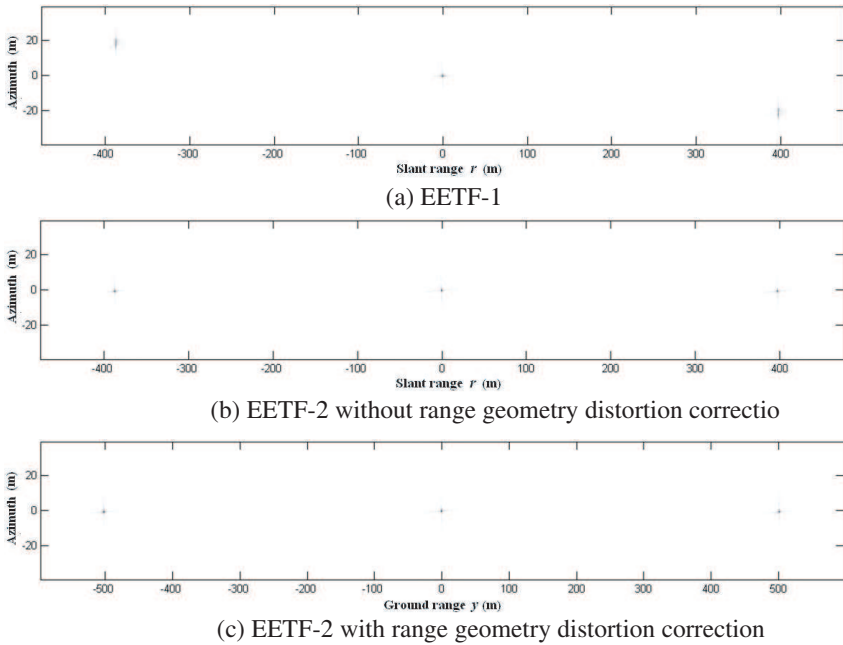 20
0
-20
Azimuth (m)
-400 -300 -200 -100 0 100 200 300 400
Slant range r (m)
(a) EETF-1
20
0
-20
Azimuth (m)
-400 -300 -200 -100 0 100 200 300 400
Slant range r (m)
(b) EETF-2 without range geometry distortion correctio
20
0
-20
Azimuth (m)
-500 -400 -300 -200 -100 0 100 200 300 400 500
Ground range y (m)
(c) EETF-2 with range geometry distortion correction